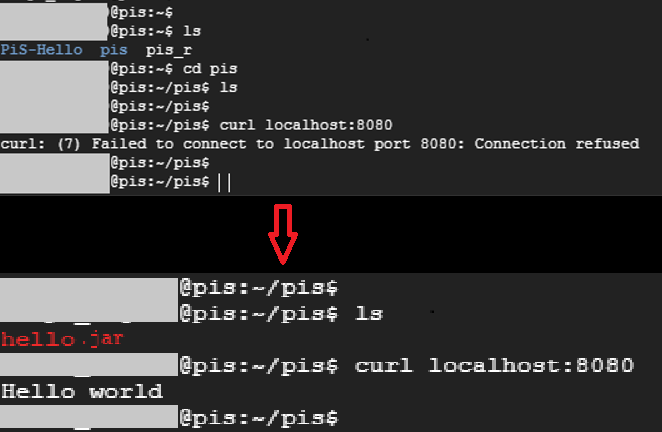 @pis:~$
@pis:~$ ls
PiS-Hello pis pis_r
@pis:~$ cd pis
@pis:~/pis$ ls
@pis:~/pis$
@pis:~/pis$ curl localhost:8080
curl: (7) Failed to connect to localhost port 8080: Connection refused
@pis:~/pis$
@pis:~/pis$
@pis:~/pis$
@pis:~/pis$ ls
hello.jar
@pis:~/pis$ curl localhost:8080
Hello world
@pis:~/pis$